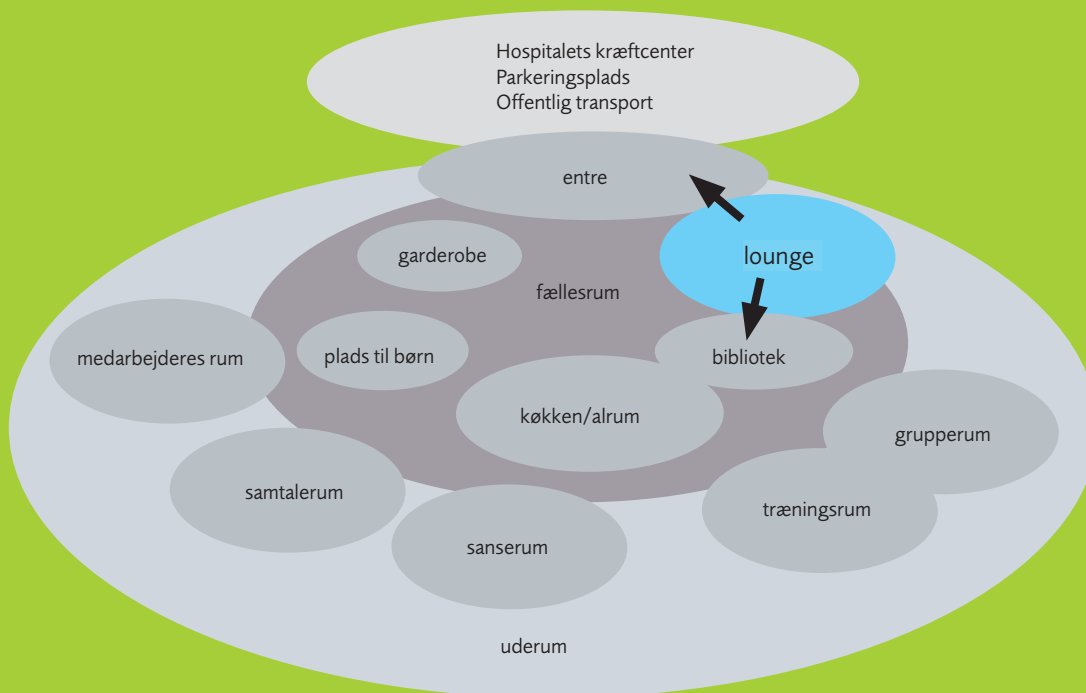 Hospitalets kræftcenter
Parkeringsplads
Offentlig transport
entre
garderobe
lounge
fællesrum
medarbejderes rum
plads til børn
bibliotek
køkken/alrum
grupperum
samtalerum
træningsrum
sanserum
uderum